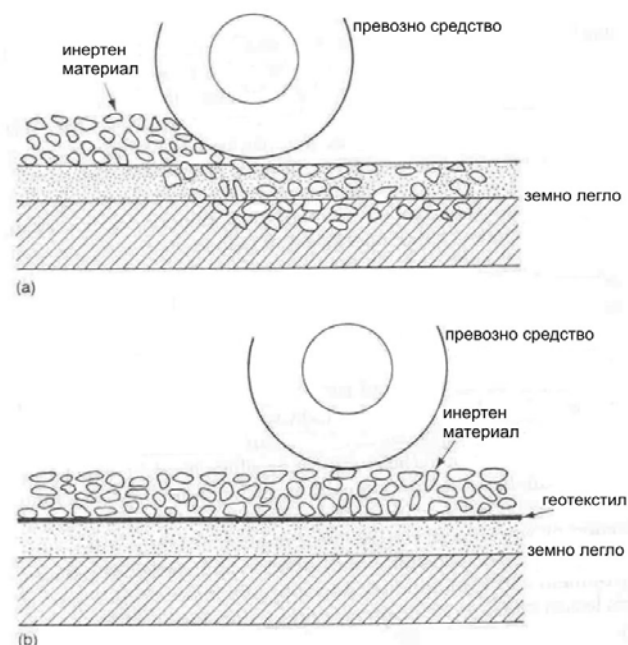 превозно средство
инертен
материал
земно легло
(a)
превозно средство
инертен
материал
геотекстил
земно легло
(b)